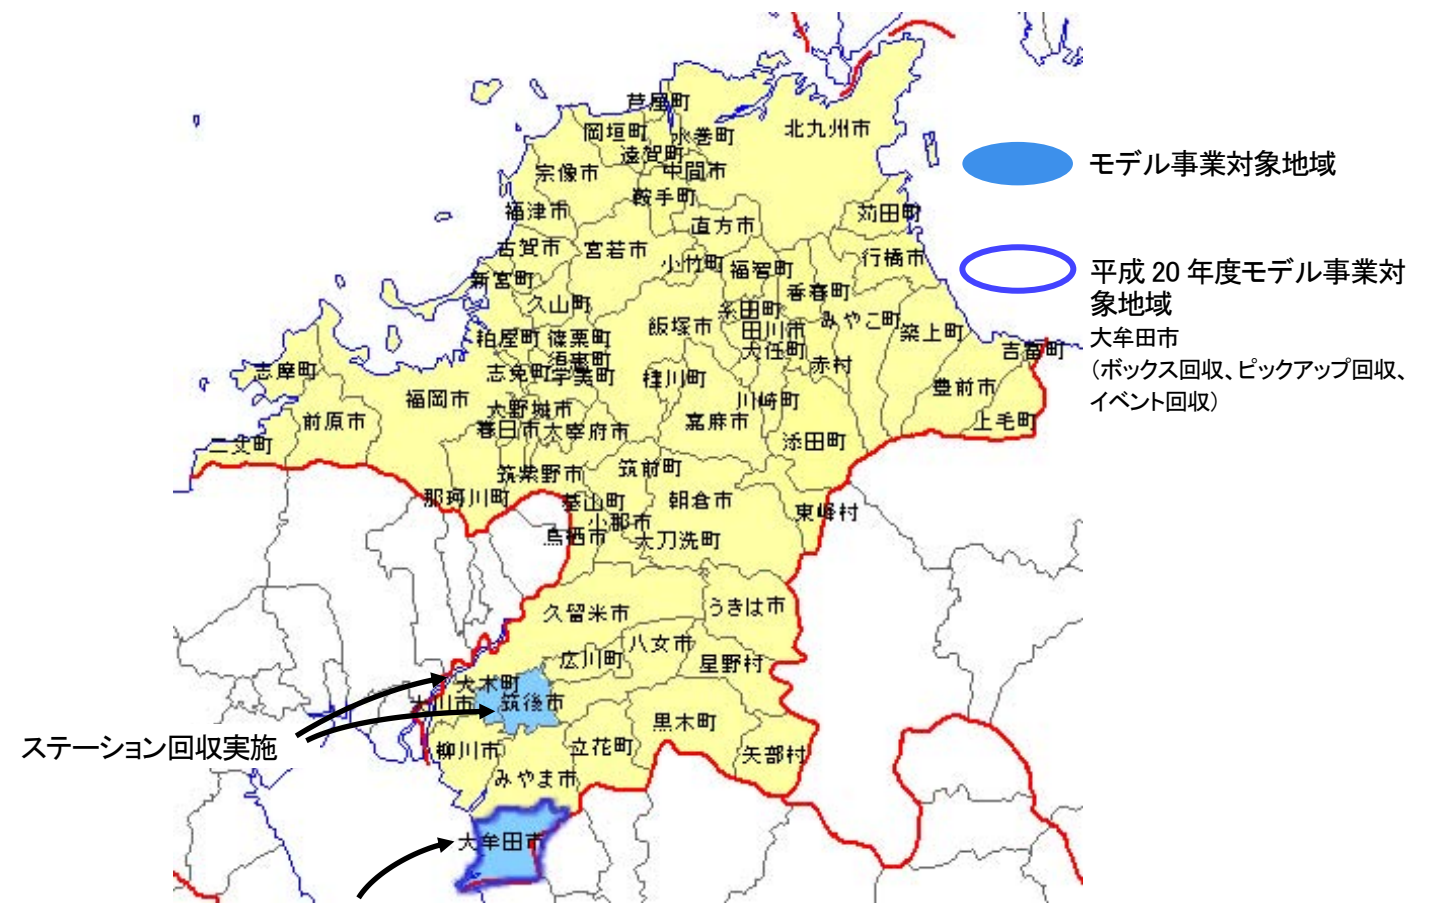 芦屋町
岡垣町
水巻町
北九州市
遠賀町
宗像市
中間市
鞍手町
福津市
直方市
苅田町
古賀市
宮若市
小竹町
福智町
行橋市
新宮町
香春町
久山町
糸田町
みやこ町
飯塚市
田川市
築上町
粕屋町
篠栗町
大任町
吉富町
須恵町
赤村
志摩町
志免町
宇美町
桂川町
豊前市
福岡市
川崎町
大野城市
前原市
嘉麻市
上毛町
春日市
太宰府市
添田町
二丈町
筑紫野市
筑前町
那珂川町
基山町
朝倉市
東峰村
小郡市
鳥栖市
大刀洗町
久留米市
うきは市
八女市
広川町
星野村
大木町
大川市
筑後市
黒木町
柳川市
立花町
矢部村
みやま市
大牟田市
ステーション回収実施
モデル事業対象地域
平成 20 年度モデル事業対
象地域
大牟田市
（ボックス回収、ピックアップ回収、
イベント回収）